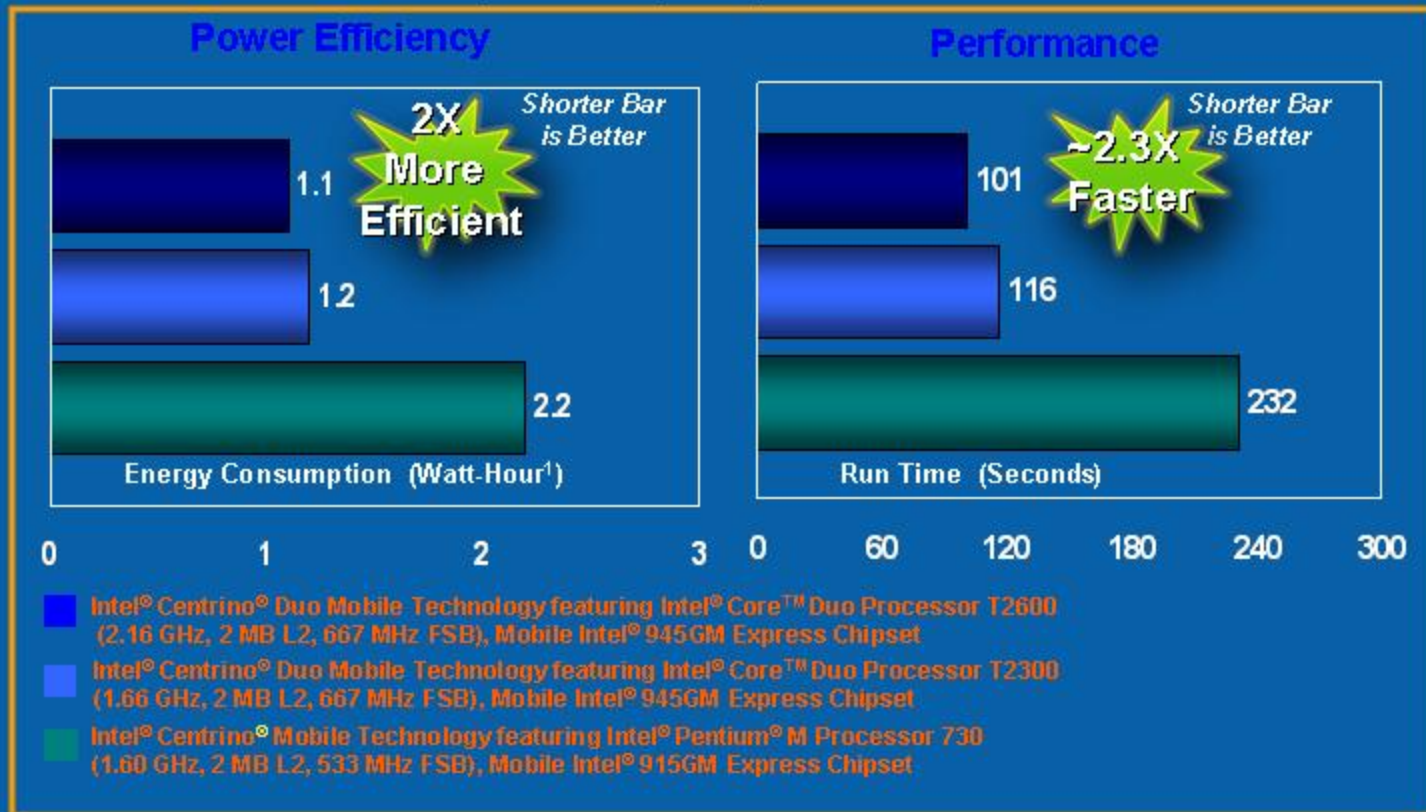 Power Efficiency
Shorter Bar
is Better
2X
More
Efficient
1.1
1.2
2.2
Energy Consumption (Watt-Hour¹)
0 1 2 3
Performance
Shorter Bar
is Better
~2.3X
Faster
101
116
232
Run Time (Seconds)
0 60 120 180 240 300
Intel® Centrino® Duo Mobile Technology featuring Intel® Core™ Duo Processor T2600
(2.16 GHz, 2 MB L2, 667 MHz FSB), Mobile Intel® 945GM Express Chipset
Intel® Centrino® Duo Mobile Technology featuring Intel® Core™ Duo Processor T2300
(1.66 GHz, 2 MB L2, 667 MHz FSB), Mobile Intel® 945GM Express Chipset
Intel® Centrino® Mobile Technology featuring Intel® Pentium® M Processor 730
(1.60 GHz, 2 MB L2, 533 MHz FSB), Mobile Intel® 915GM Express Chipset